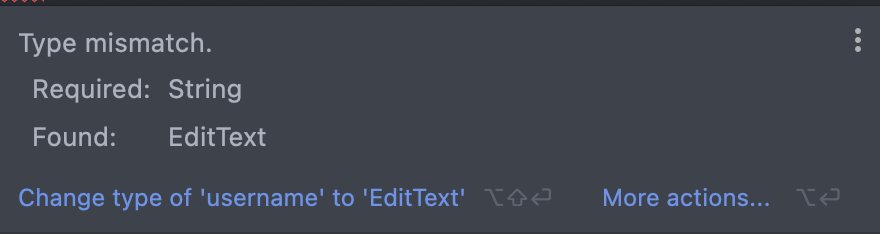 Type mismatch.
Required: String
Found: EditText
Change type of 'username' to 'EditText' ⌥⇧⏎ More actions... ⌥⏎